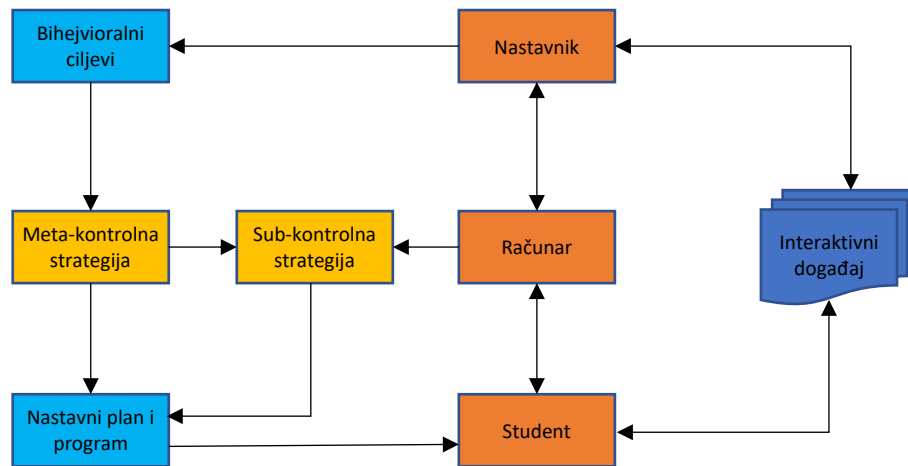 Bihejvioralni
ciljevi
Nastavnik
Meta-kontrolna
strategija
Sub-kontrolna
strategija
Računar
Interaktivni
događaj
Nastavni plan i
program
Student